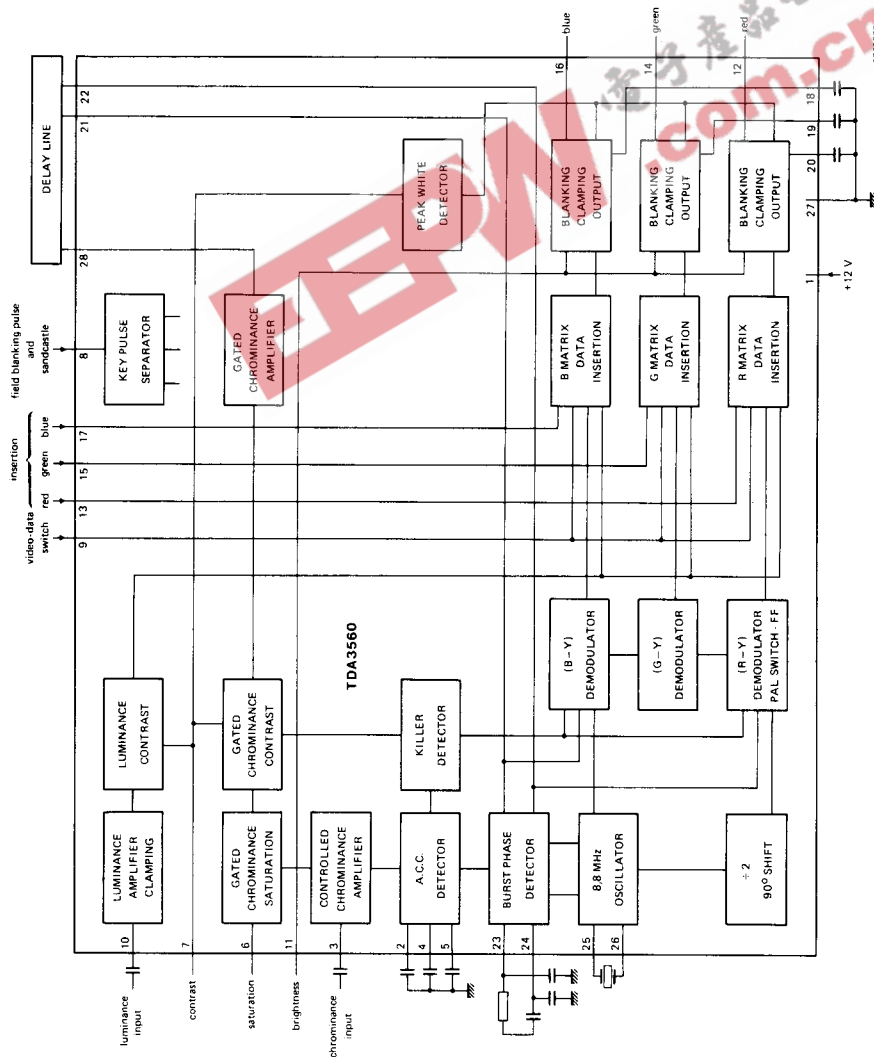 DELAY LINE
field blanking pulse
and
sandcastle
insertion
video-data
switch
red
green
blue
9
13
15
17
8
28
21
22
KEY PULSE
SEPARATOR
GATED
CHROMINANCE
AMPLIFIER
PEAK WHITE
DETECTOR
16
blue
14
green
12
red
BLANKING
CLAMPING
OUTPUT
BLANKING
CLAMPING
OUTPUT
BLANKING
CLAMPING
OUTPUT
18
19
20
27
1
+12 V
B MATRIX
DATA
INSERTION
G MATRIX
DATA
INSERTION
R MATRIX
DATA
INSERTION
TDA3560
LUMINANCE
CONTRAST
GATED
CHROMINANCE
CONTRAST
KILLER
DETECTOR
(B–Y)
DEMODULATOR
(G–Y)
DEMODULATOR
(R–Y)
DEMODULATOR
PAL SWITCH - FF
LUMINANCE
AMPLIFIER
CLAMPING
GATED
CHROMINANCE
SATURATION
CONTROLLED
CHROMINANCE
AMPLIFIER
A.C.C.
DETECTOR
BURST PHASE
DETECTOR
8,8 MHz
OSCILLATOR
÷ 2
90° SHIFT
10
7
6
11
3
2
4
5
23
24
25
26
luminance
input
contrast
saturation
brightness
chrominance
input
EEPW
.com.cn
電子產品